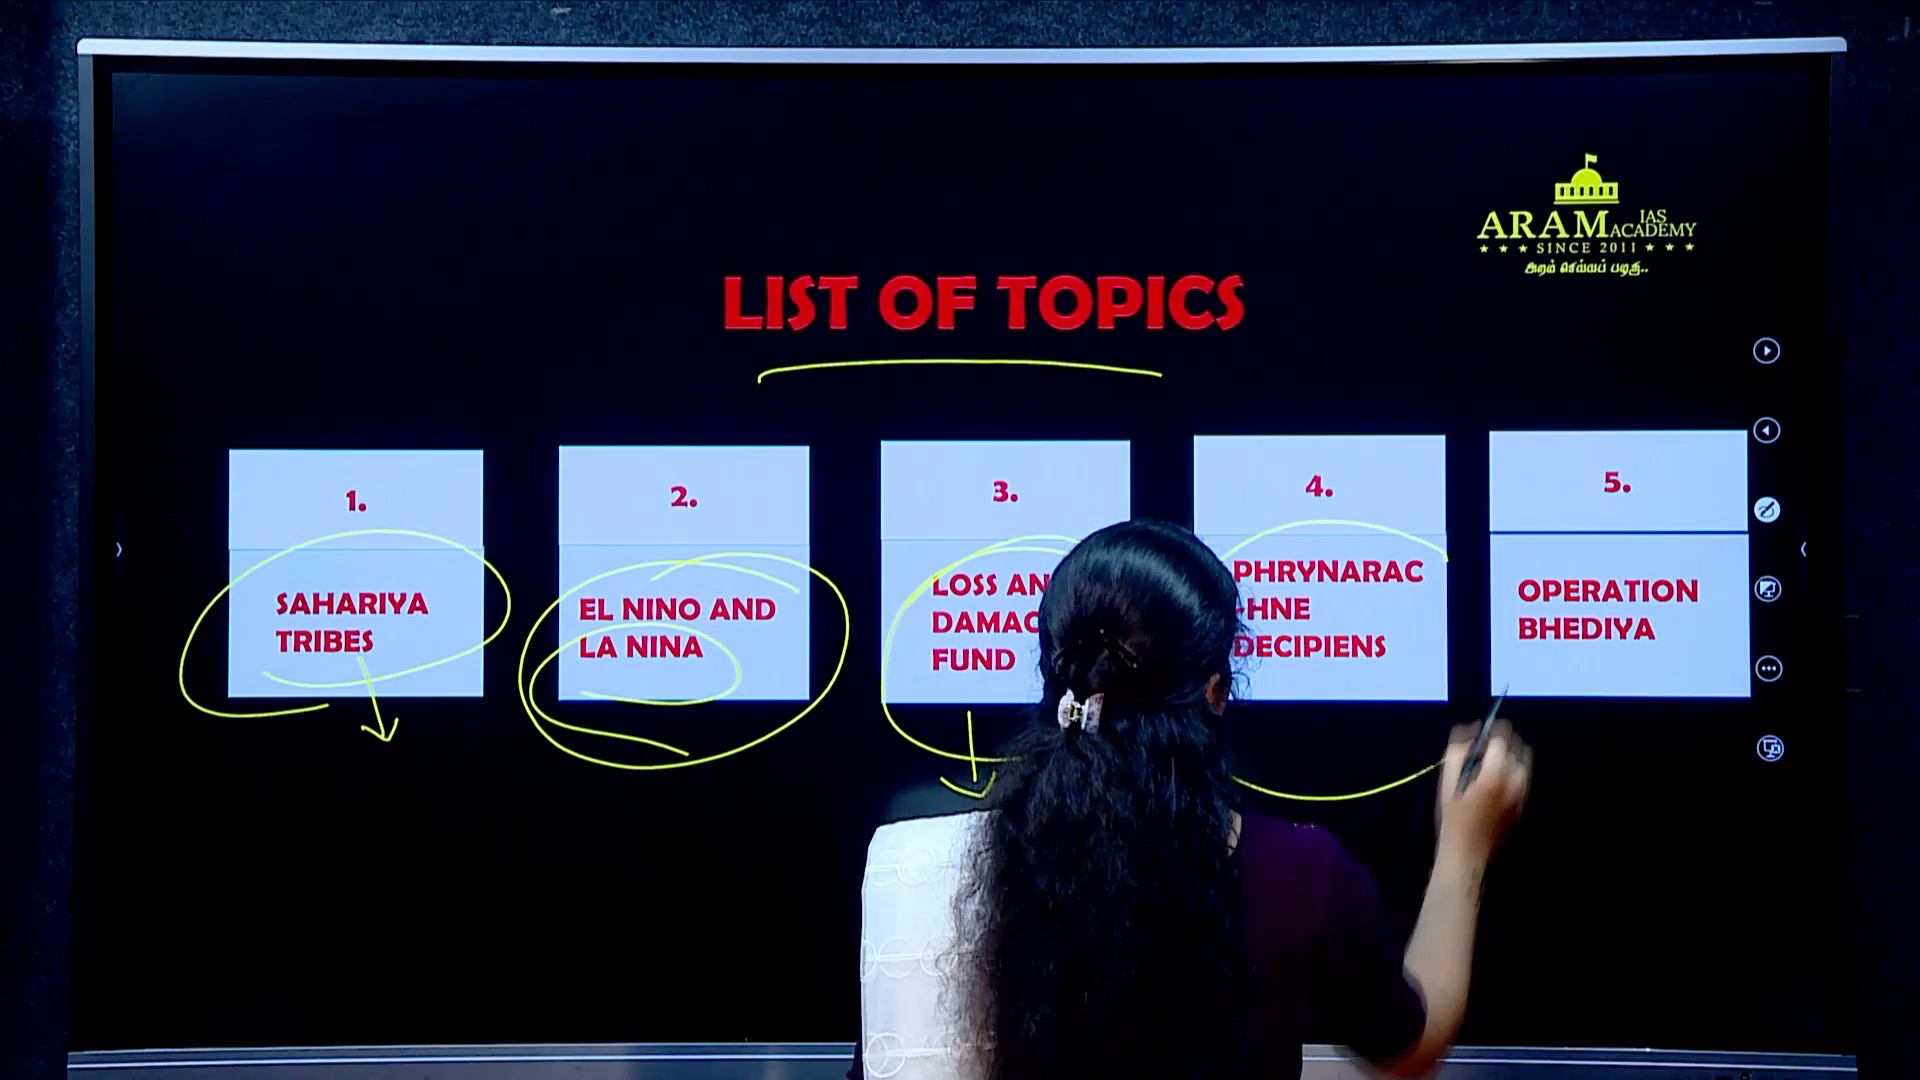 ARAM IAS ACADEMY
★ ★ ★ SINCE 2011 ★ ★ ★
அறம் செய்யப் படித்து..
LIST OF TOPICS
1.
SAHARIYA
TRIBES
2.
EL NINO AND
LA NINA
3.
LOSS AN
DAMAG
FUND
4.
PHRYNARAC
-HNE
DECIPIENS
5.
OPERATION
BHEDIYA